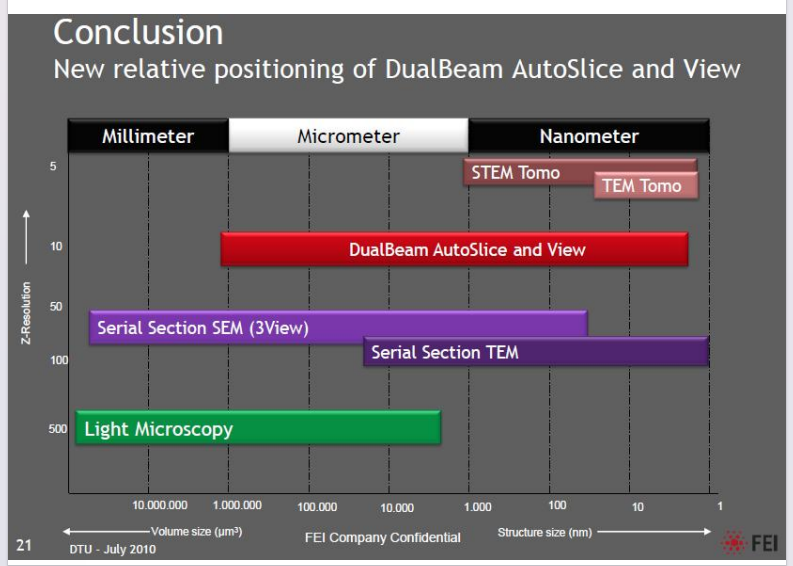 Conclusion
New relative positioning of DualBeam AutoSlice and View
Millimeter Micrometer Nanometer
5
STEM Tomo
TEM Tomo
10
DualBeam AutoSlice and View
Z-Resolution
50
Serial Section SEM (3View)
Serial Section TEM
100
500
Light Microscopy
10.000.000 1.000.000 100.000 10.000 1.000 100 10 1
Volume size (µm³) Structure size (nm)
FEI Company Confidential
21
DTU - July 2010
FEI